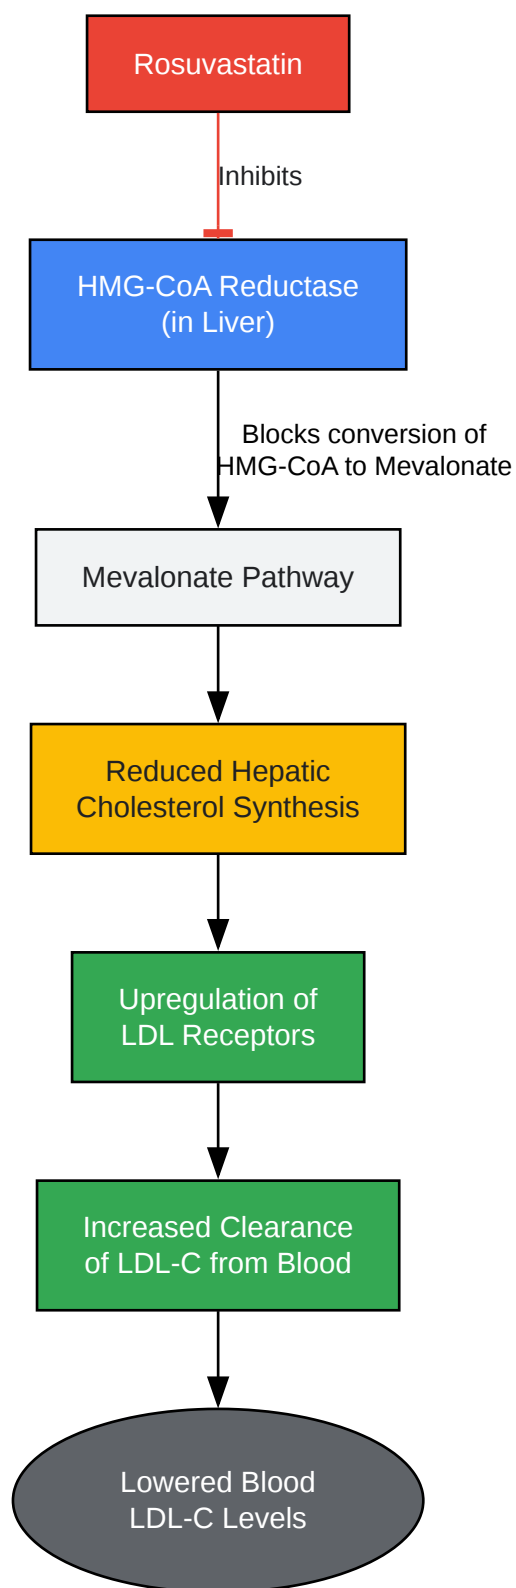 Rosuvastatin
Inhibits
HMG-CoA Reductase
(in Liver)
Blocks conversion of
HMG-CoA to Mevalonate
Mevalonate Pathway
Reduced Hepatic
Cholesterol Synthesis
Upregulation of
LDL Receptors
Increased Clearance
of LDL-C from Blood
Lowered Blood
LDL-C Levels